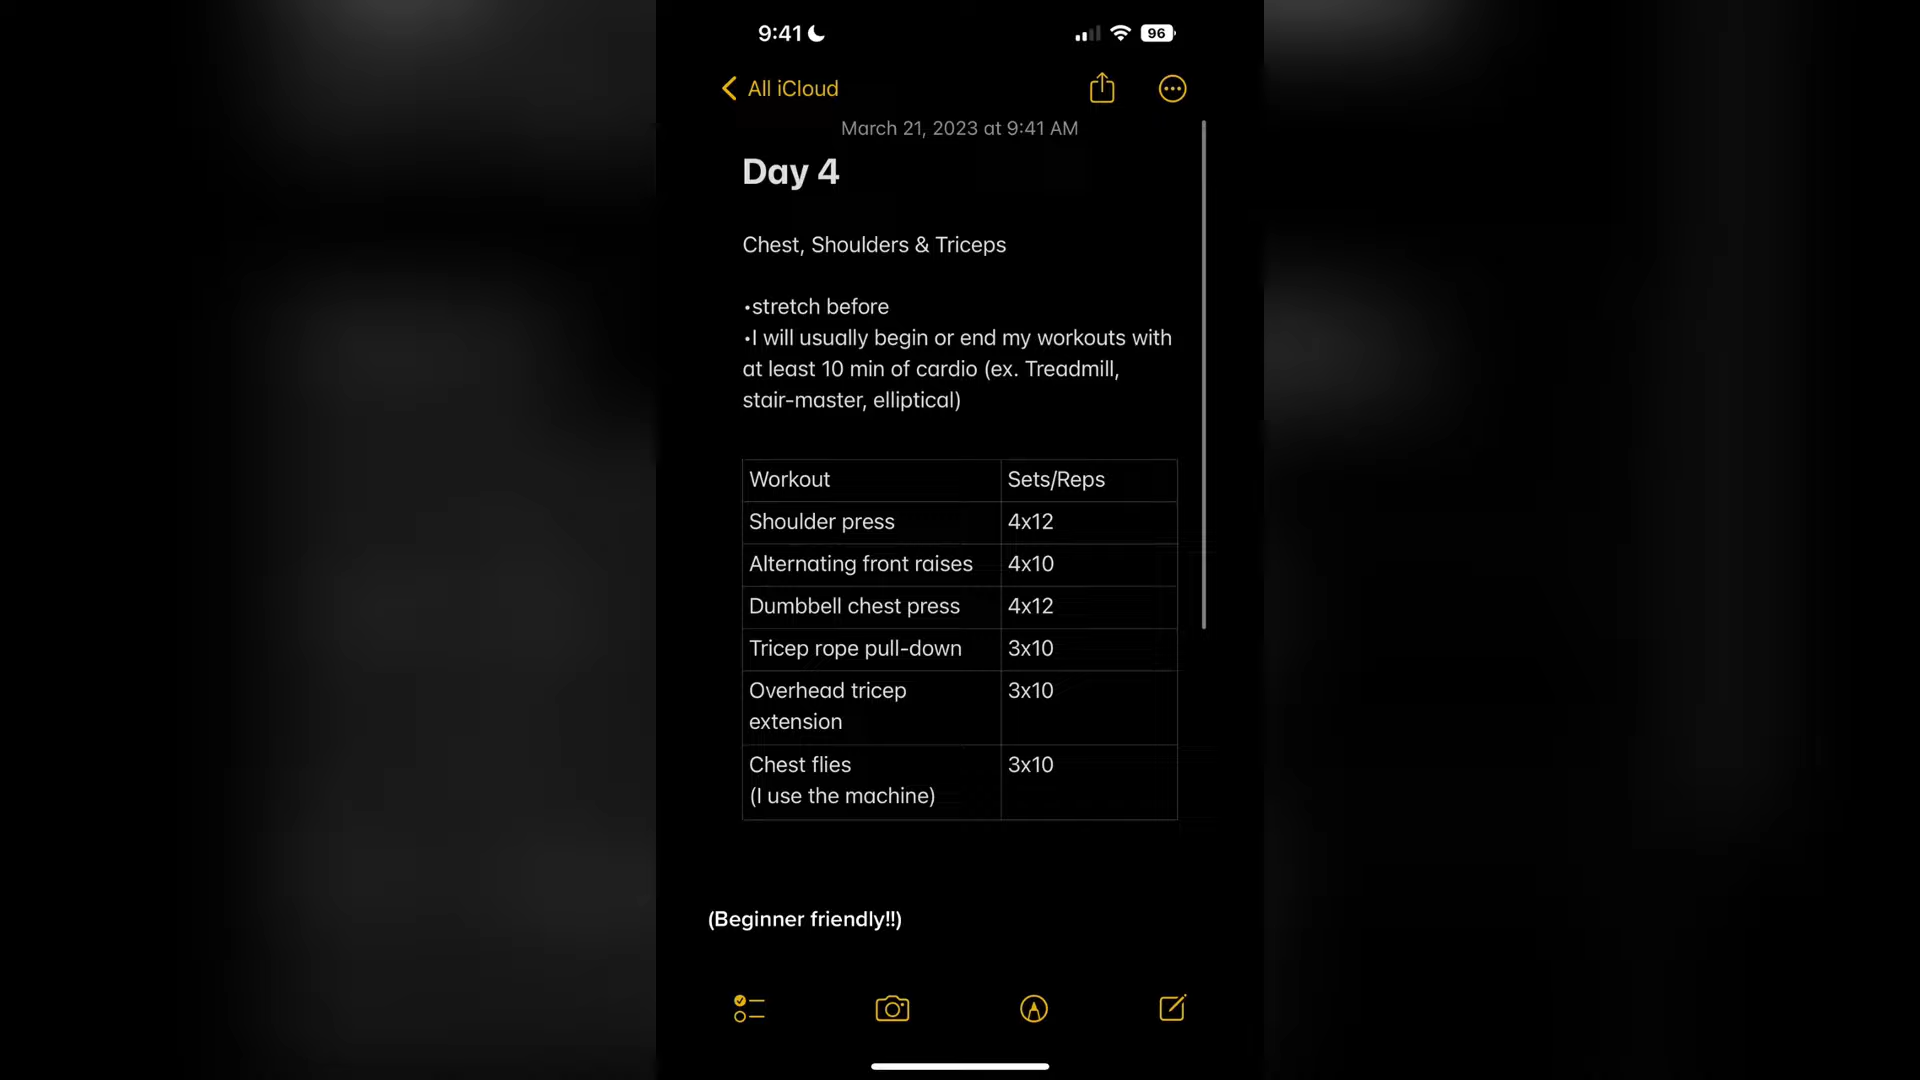 9:41
96
All iCloud
March 21, 2023 at 9:41 AM
Day 4
Chest, Shoulders & Triceps
•stretch before
•I will usually begin or end my workouts with
at least 10 min of cardio (ex. Treadmill,
stair-master, elliptical)
Workout Sets/Reps
Shoulder press 4x12
Alternating front raises 4x10
Dumbbell chest press 4x12
Tricep rope pull-down 3x10
Overhead tricep 3x10
extension
Chest flies 3x10
(I use the machine)
(Beginner friendly!!)